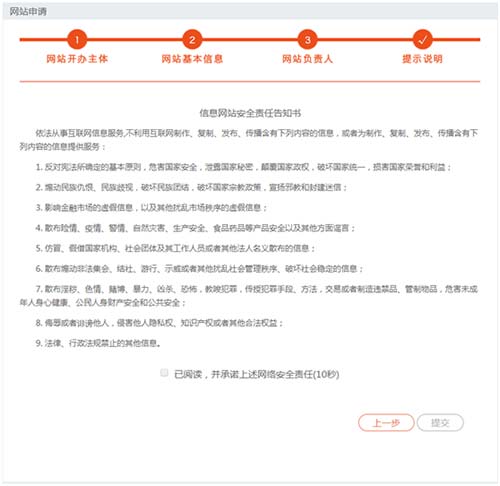 网站申请
1 2 3
网站开办主体 网站基本信息 网站负责人 提示说明
信息网站安全责任告知书
依法从事互联网信息服务,不利用互联网制作、复制、发布、传播含有下列内容的信息，或者为制作、复制、发布、传播含有下
列内容的信息提供服务：
1. 反对宪法所确定的基本原则，危害国家安全，泄露国家秘密，颠覆国家政权，破坏国家统一，损害国家荣誉和利益；
2. 煽动民族仇恨、民族歧视，破坏民族团结，破坏国家宗教政策，宣扬邪教和封建迷信；
3. 影响金融市场的虚假信息，以及其他扰乱市场秩序的虚假信息；
4. 散布险情、疫情、警情、自然灾害、生产安全、食品药品等产品安全以及其他方面谣言；
5. 仿冒、假借国家机构、社会团体及其工作人员或者其他法人名义散布的信息；
6. 散布煽动非法集会、结社、游行、示威或者其他扰乱社会管理秩序、破坏社会稳定的信息；
7. 散布淫秽、色情、赌博、暴力、凶杀、恐怖，教唆犯罪，传授犯罪手段、方法，交易或者制造违禁品、管制物品，危害未成
年人身心健康、公民人身财产安全和公共安全；
8. 侮辱或者诽谤他人，侵害他人隐私权、知识产权或者其他合法权益；
9. 法律、行政法规禁止的其他信息。
已阅读，并承诺上述网络安全责任(10秒)
上一步 提交